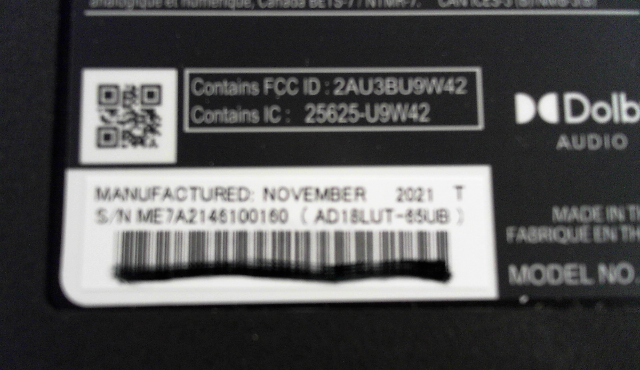 analogique et numérique, Canada BETS-7 / NTMR-7. CAN ICES-3 (B)/NMB-3(B)
Contains FCC ID : 2AU3BU9W42
Contains IC : 25625-U9W42
Dolb
AUDIO
MANUFACTURED: NOVEMBER 2021 T
S/N ME7A2146100160 ( AD18LUT-65UB )
MADE IN T
FABRIQUE EN TH
MODEL NO.